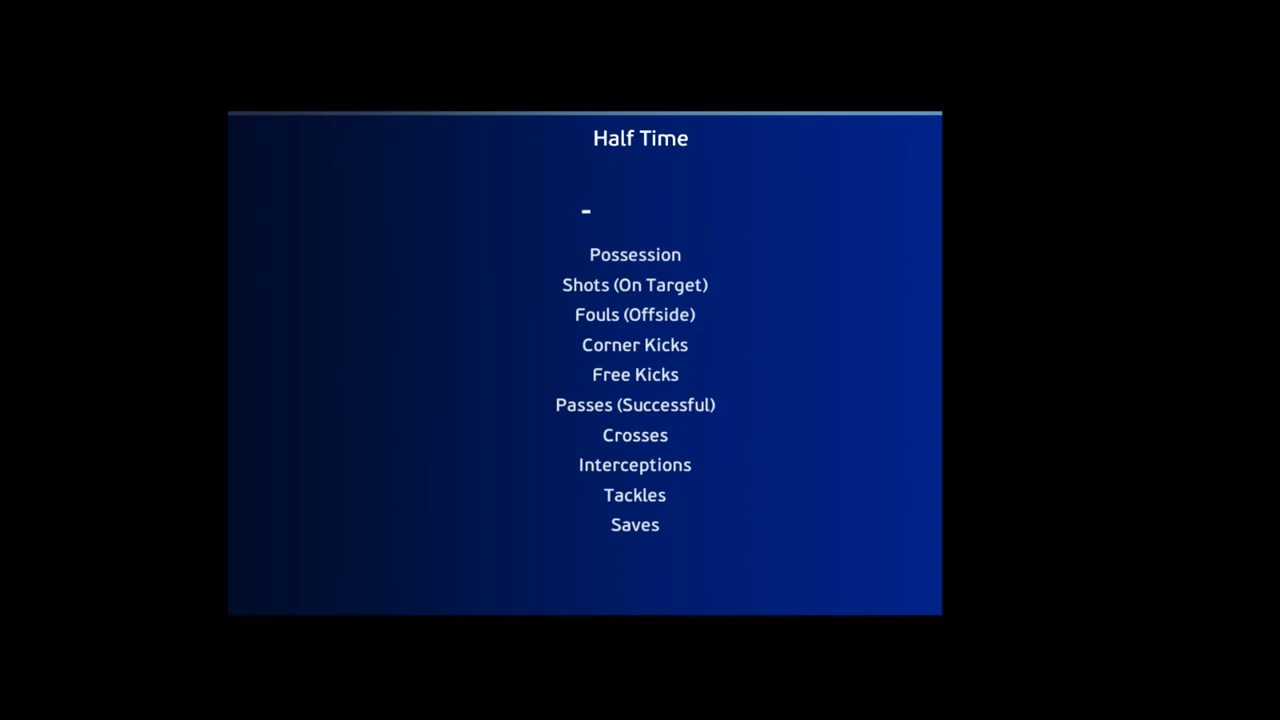 Half Time
-
Possession
Shots (On Target)
Fouls (Offside)
Corner Kicks
Free Kicks
Passes (Successful)
Crosses
Interceptions
Tackles
Saves